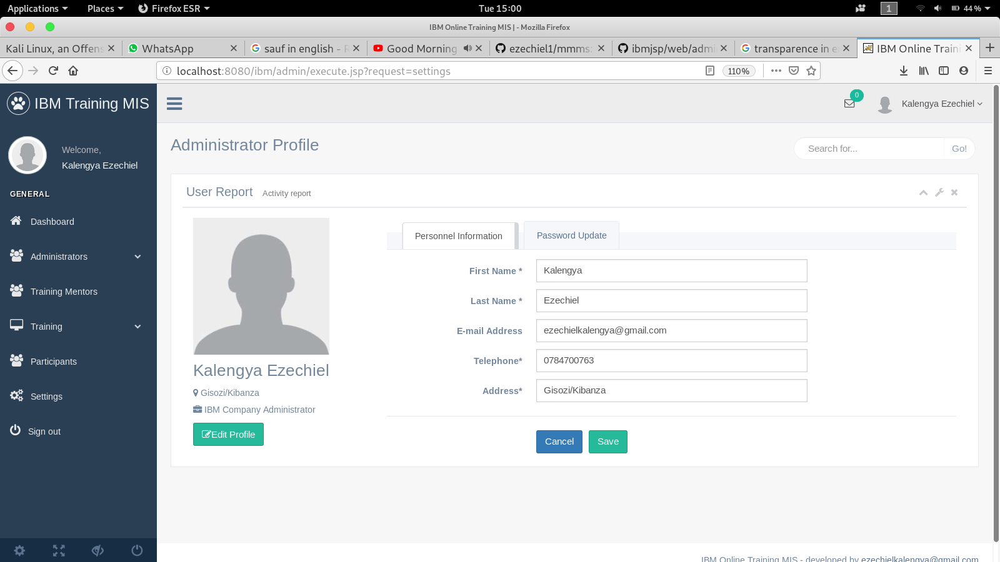 Applications Places Firefox ESR Tue 15:00 1 44 %
IBM Online Training MIS | - Mozilla Firefox
Kali Linux, an Offens WhatsApp sauf in english - Good Morning ezechiel1/mmms: ibmjsp/web/admi transparence in e IBM Online Traini
localhost:8080/ibm/admin/execute.jsp?request=settings 110%
IBM Training MIS 0 Kalengya Ezechiel
Welcome,
Kalengya Ezechiel
GENERAL
Dashboard
Administrators
Training Mentors
Training
Participants
Settings
Sign out
Administrator Profile Search for... Go!
User Report Activity report
Kalengya Ezechiel
Gisozi/Kibanza
IBM Company Administrator
Edit Profile
Personnel Information Password Update
First Name * Kalengya
Last Name * Ezechiel
E-mail Address ezechielkalengya@gmail.com
Telephone* 0784700763
Address* Gisozi/Kibanza
Cancel Save
IBM Online Training MIS - developed by ezechielkalengya@gmail.com